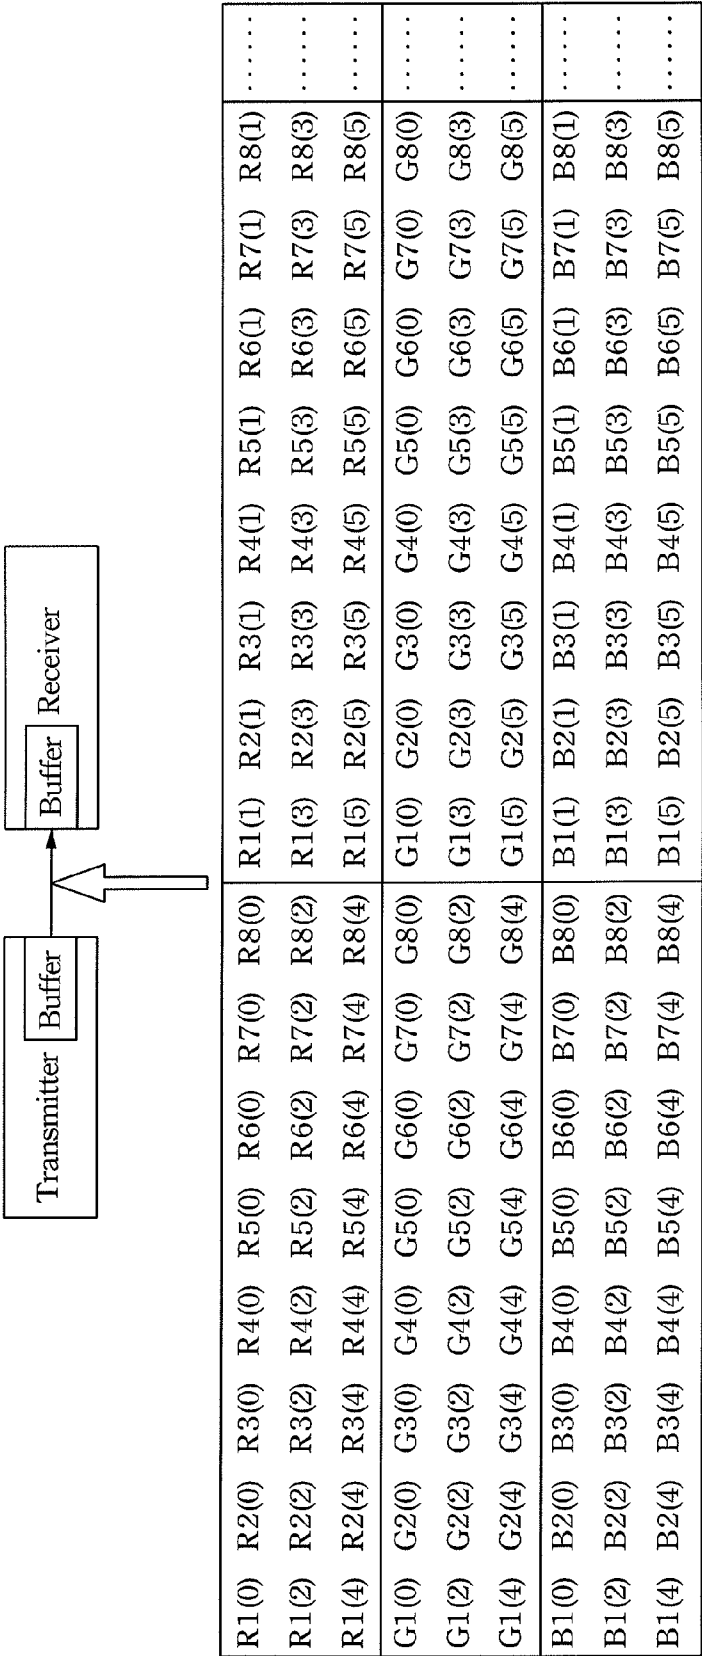 Transmitter Buffer Buffer Receiver
R1(0) R2(0) R3(0) R4(0) R5(0) R6(0) R7(0) R8(0) R1(1) R2(1) R3(1) R4(1) R5(1) R6(1) R7(1) R8(1) ......
R1(2) R2(2) R3(2) R4(2) R5(2) R6(2) R7(2) R8(2) R1(3) R2(3) R3(3) R4(3) R5(3) R6(3) R7(3) R8(3) ......
R1(4) R2(4) R3(4) R4(4) R5(4) R6(4) R7(4) R8(4) R1(5) R2(5) R3(5) R4(5) R5(5) R6(5) R7(5) R8(5) ......
G1(0) G2(0) G3(0) G4(0) G5(0) G6(0) G7(0) G8(0) G1(0) G2(0) G3(0) G4(0) G5(0) G6(0) G7(0) G8(0) ......
G1(2) G2(2) G3(2) G4(2) G5(2) G6(2) G7(2) G8(2) G1(3) G2(3) G3(3) G4(3) G5(3) G6(3) G7(3) G8(3) ......
G1(4) G2(4) G3(4) G4(4) G5(4) G6(4) G7(4) G8(4) G1(5) G2(5) G3(5) G4(5) G5(5) G6(5) G7(5) G8(5) ......
B1(0) B2(0) B3(0) B4(0) B5(0) B6(0) B7(0) B8(0) B1(1) B2(1) B3(1) B4(1) B5(1) B6(1) B7(1) B8(1) ......
B1(2) B2(2) B3(2) B4(2) B5(2) B6(2) B7(2) B8(2) B1(3) B2(3) B3(3) B4(3) B5(3) B6(3) B7(3) B8(3) ......
B1(4) B2(4) B3(4) B4(4) B5(4) B6(4) B7(4) B8(4) B1(5) B2(5) B3(5) B4(5) B5(5) B6(5) B7(5) B8(5) ......